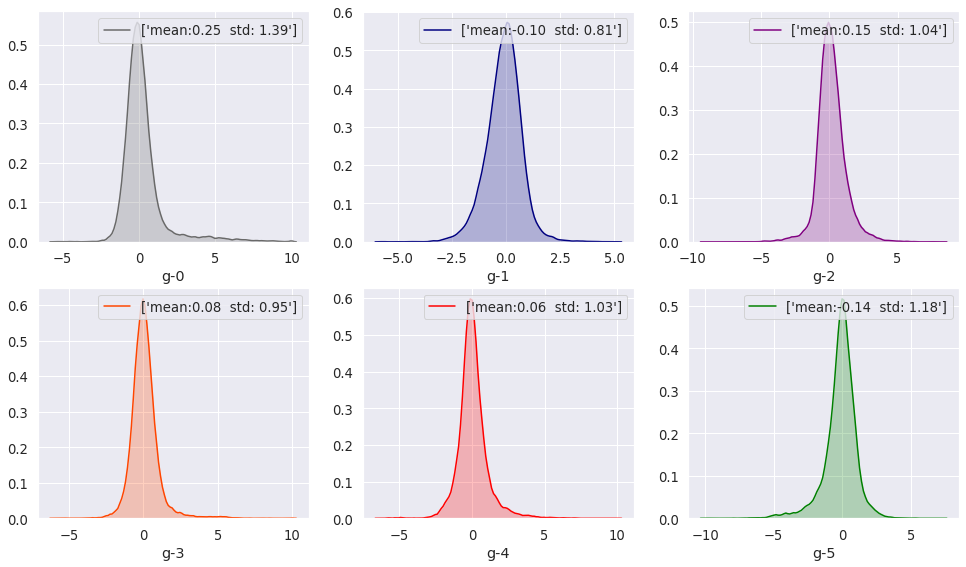 ['mean:0.25  std: 1.39']
0.5
0.4
0.3
0.2
0.1
0.0
−5 0 5 10
g-0
['mean:-0.10  std: 0.81']
0.6
0.5
0.4
0.3
0.2
0.1
0.0
−5.0 −2.5 0.0 2.5 5.0
g-1
['mean:0.15  std: 1.04']
0.5
0.4
0.3
0.2
0.1
0.0
−10 −5 0 5
g-2
['mean:0.08  std: 0.95']
0.6
0.5
0.4
0.3
0.2
0.1
0.0
−5 0 5 10
g-3
['mean:0.06  std: 1.03']
0.6
0.5
0.4
0.3
0.2
0.1
0.0
−5 0 5 10
g-4
['mean:-0.14  std: 1.18']
0.5
0.4
0.3
0.2
0.1
0.0
−10 −5 0 5
g-5